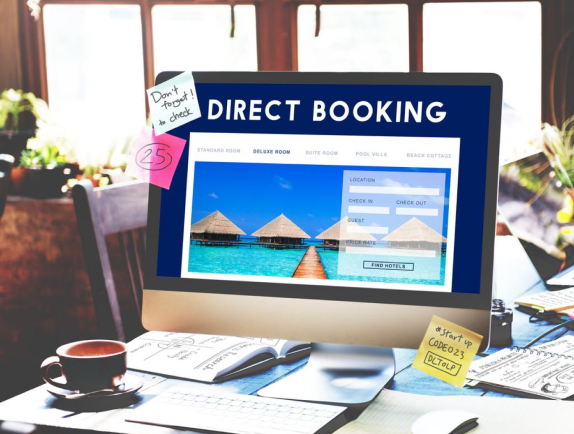 Don't
forget!
to check
25
DIRECT BOOKING
STANDARD ROOM DELUXE ROOM SUITE ROOM POOL VILLA BEACH COTTAGE
LOCATION
CHECK IN CHECK OUT
GUEST
PRICE RATE
FIND HOTELS
#Start up
CODE023
DLTOLP